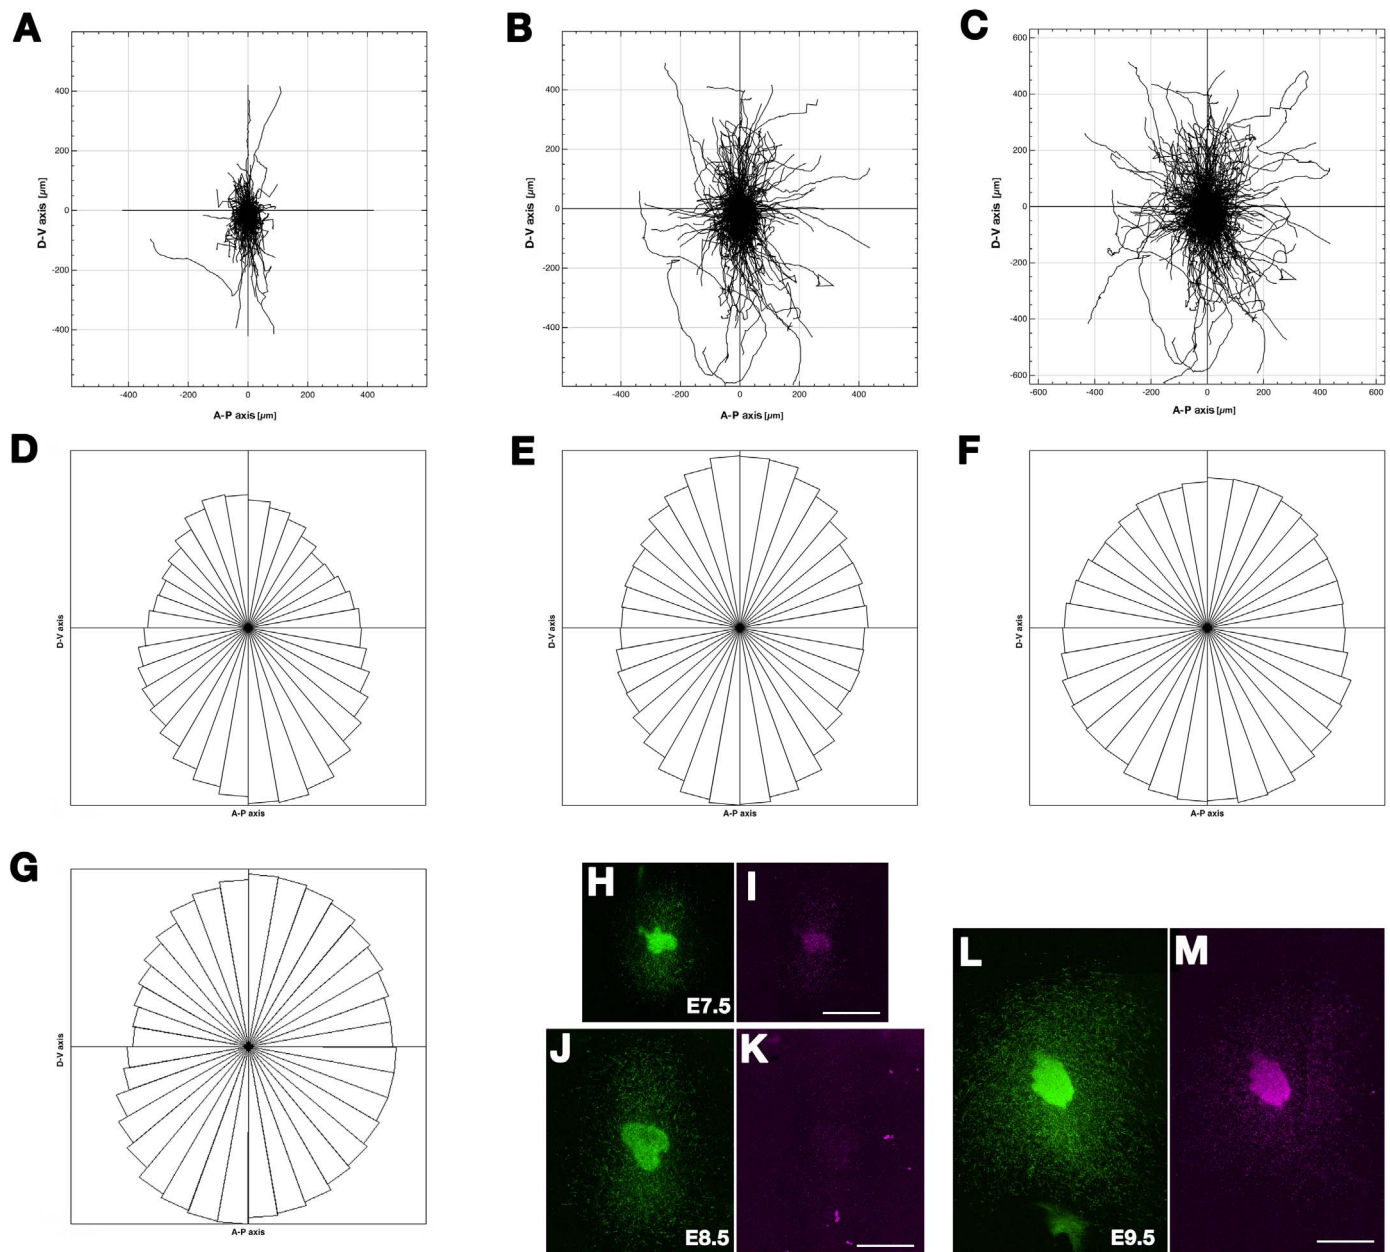 A
B
C
D-V axis [µm]
400
200
0
-200
-400
-400
-200
0
200
400
A-P axis [µm]
D-V axis [µm]
400
200
0
-200
-400
-400
-200
0
200
400
A-P axis [µm]
D-V axis [µm]
600
400
200
0
-200
-400
-600
-600
-400
-200
0
200
400
600
A-P axis [µm]
D
E
F
D-V axis
A-P axis
D-V axis
A-P axis
D-V axis
A-P axis
G
D-V axis
A-P axis
H
E7.5
I
J
E8.5
K
L
E9.5
M